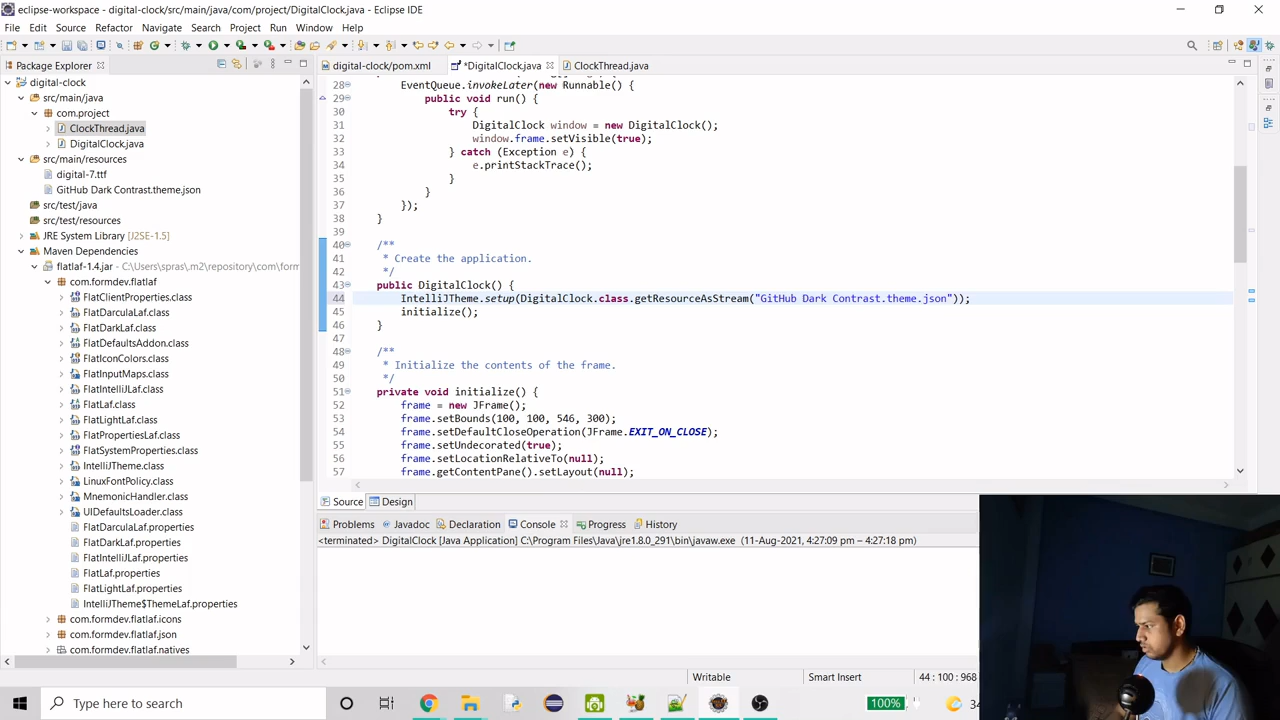 eclipse-workspace - digital-clock/src/main/java/com/project/DigitalClock.java - Eclipse IDE
File Edit Source Refactor Navigate Search Project Run Window Help
Package Explorer
digital-clock/pom.xml
*DigitalClock.java
ClockThread.java
digital-clock
src/main/java
com.project
ClockThread.java
DigitalClock.java
src/main/resources
digital-7.ttf
GitHub Dark Contrast.theme.json
src/test/java
src/test/resources
JRE System Library [J2SE-1.5]
Maven Dependencies
flatlaf-1.4.jar - C:\Users\spras\.m2\repository\com\form
com.formdev.flatlaf
FlatClientProperties.class
FlatDarculaLaf.class
FlatDarkLaf.class
FlatDefaultsAddon.class
FlatIconColors.class
FlatInputMaps.class
FlatIntelliJLaf.class
FlatLaf.class
FlatLightLaf.class
FlatPropertiesLaf.class
FlatSystemProperties.class
IntelliJTheme.class
LinuxFontPolicy.class
MnemonicHandler.class
UIDefaultsLoader.class
FlatDarculaLaf.properties
FlatDarkLaf.properties
FlatIntelliJLaf.properties
FlatLaf.properties
FlatLightLaf.properties
IntelliJTheme$ThemeLaf.properties
com.formdev.flatlaf.icons
com.formdev.flatlaf.json
com.formdev.flatlaf.natives
28 EventQueue.invokeLater(new Runnable() {
29 public void run() {
30 try {
31 DigitalClock window = new DigitalClock();
32 window.frame.setVisible(true);
33 } catch (Exception e) {
34 e.printStackTrace();
35 }
36 }
37 });
38 }
39
40 /**
41 * Create the application.
42 */
43 public DigitalClock() {
44 IntelliJTheme.setup(DigitalClock.class.getResourceAsStream("GitHub Dark Contrast.theme.json"));
45 initialize();
46 }
47
48 /**
49 * Initialize the contents of the frame.
50 */
51 private void initialize() {
52 frame = new JFrame();
53 frame.setBounds(100, 100, 546, 300);
54 frame.setDefaultCloseOperation(JFrame.EXIT_ON_CLOSE);
55 frame.setUndecorated(true);
56 frame.setLocationRelativeTo(null);
57 frame.getContentPane().setLayout(null);
Source Design
Problems Javadoc Declaration Console Progress History
<terminated> DigitalClock [Java Application] C:\Program Files\Java\jre1.8.0_291\bin\javaw.exe (11-Aug-2021, 4:27:09 pm – 4:27:18 pm)
Writable Smart Insert 44 : 100 : 968
Type here to search
100%